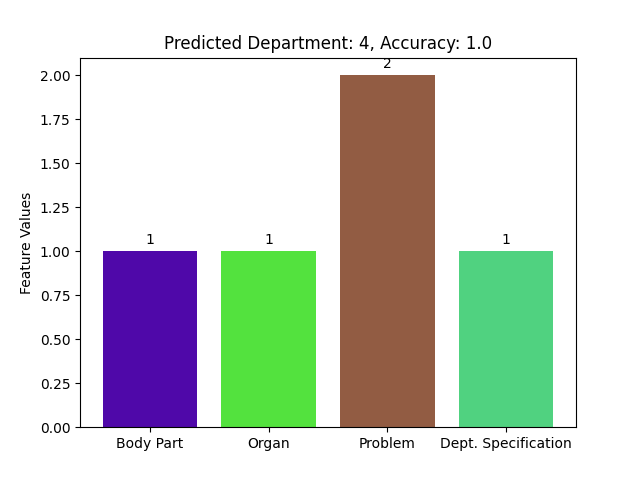 Predicted Department: 4, Accuracy: 1.0
Feature Values
2.00
1.75
1.50
1.25
1.00
0.75
0.50
0.25
0.00
1
1
2
1
Body Part
Organ
Problem
Dept. Specification